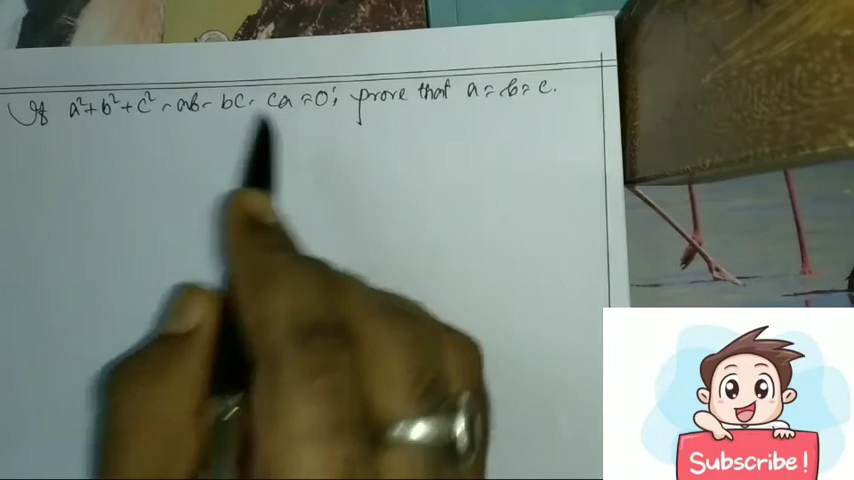 If a²+b²+c²-ab-bc-ca=0; prove that a=b=c.
Subscribe!